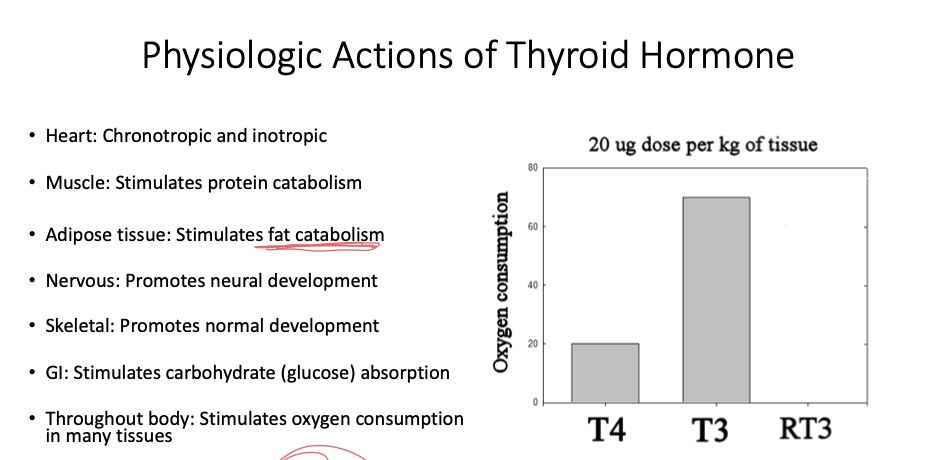 Physiologic Actions of Thyroid Hormone
• Heart: Chronotropic and inotropic
• Muscle: Stimulates protein catabolism
• Adipose tissue: Stimulates fat catabolism
• Nervous: Promotes neural development
• Skeletal: Promotes normal development
• GI: Stimulates carbohydrate (glucose) absorption
• Throughout body: Stimulates oxygen consumption
in many tissues
20 ug dose per kg of tissue
Oxygen consumption
80
60
40
20
0
T4 T3 RT3